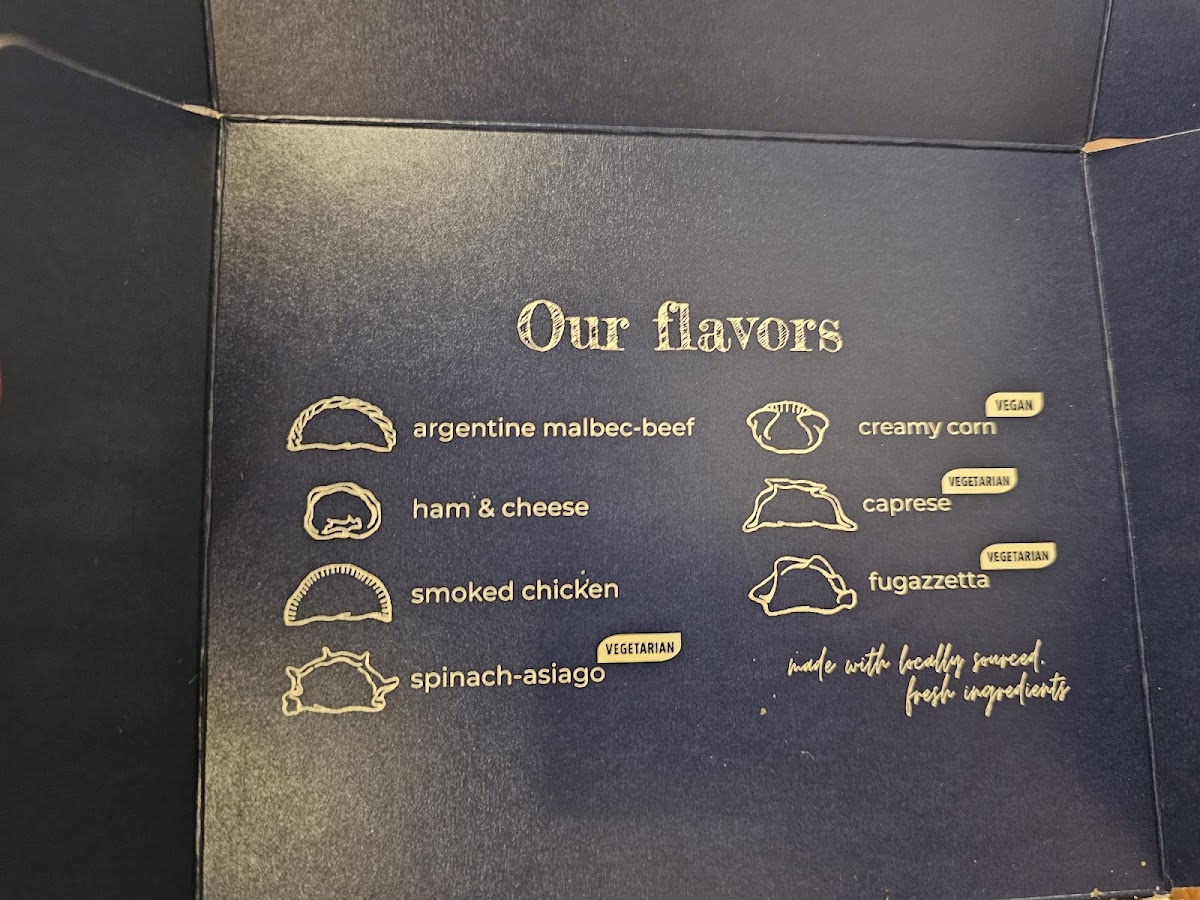 Our flavors
argentine malbec-beef
ham & cheese
smoked chicken
spinach-asiago
VEGETARIAN
creamy corn
VEGAN
caprese
VEGETARIAN
fugazzetta
VEGETARIAN
made with locally sourced.
fresh ingredients